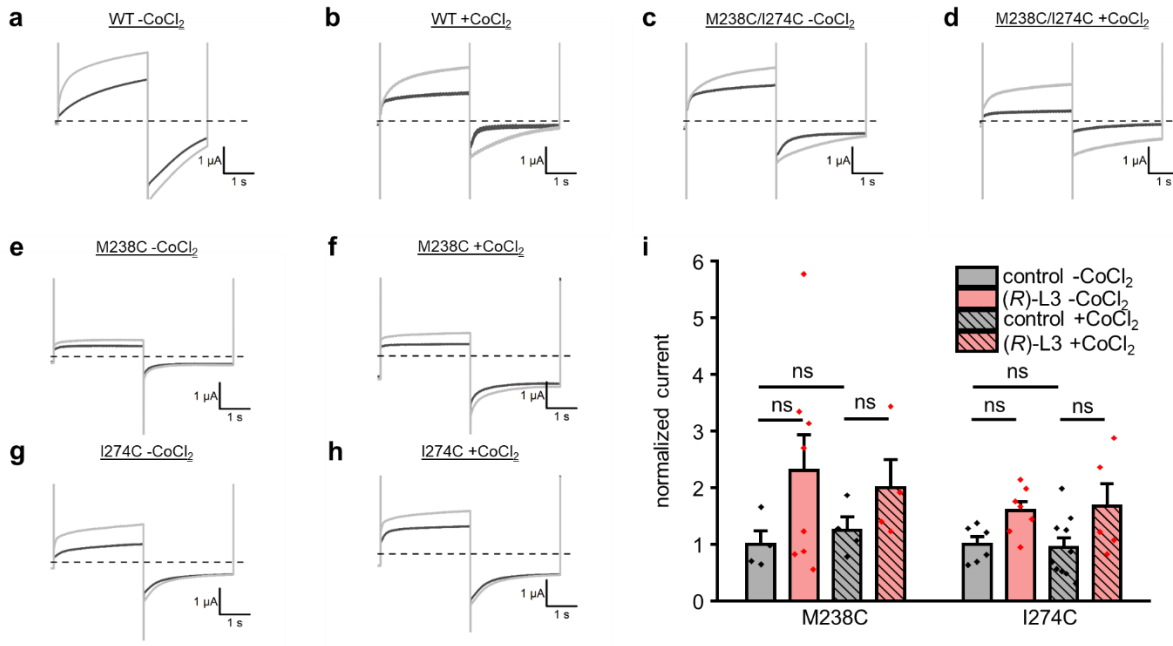 a
WT -CoCl₂
1 µA
1 s
b
WT +CoCl₂
1 µA
1 s
c
M238C/I274C -CoCl₂
1 µA
1 s
d
M238C/I274C +CoCl₂
1 µA
1 s
e
M238C -CoCl₂
1 µA
1 s
f
M238C +CoCl₂
1 µA
1 s
g
I274C -CoCl₂
1 µA
1 s
h
I274C +CoCl₂
1 µA
1 s
i
normalized current
6
5
4
3
2
1
0
control -CoCl₂
(R)-L3 -CoCl₂
control +CoCl₂
(R)-L3 +CoCl₂
ns
ns
ns
ns
ns
ns
M238C
I274C